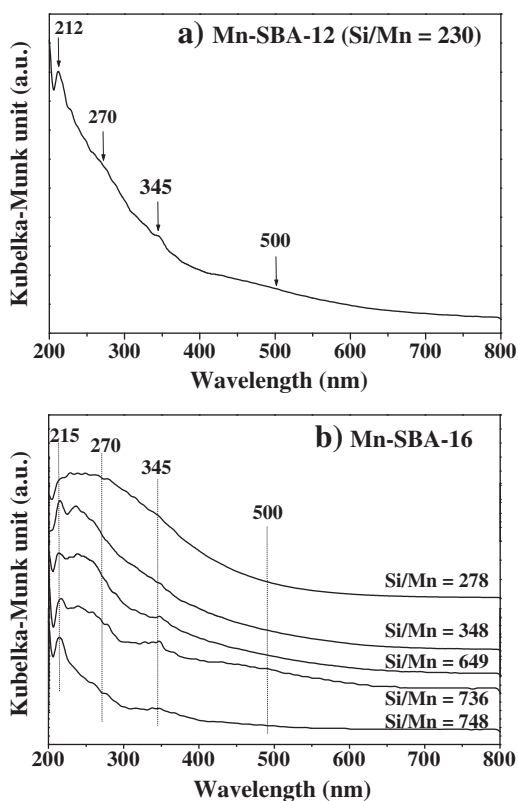 a) Mn-SBA-12 (Si/Mn = 230)
212
270
345
500
Kubelka-Munk unit (a.u.)
200 300 400 500 600 700 800
Wavelength (nm)
b) Mn-SBA-16
215
270
345
500
Kubelka-Munk unit (a.u.)
Si/Mn = 278
Si/Mn = 348
Si/Mn = 649
Si/Mn = 736
Si/Mn = 748
200 300 400 500 600 700 800
Wavelength (nm)